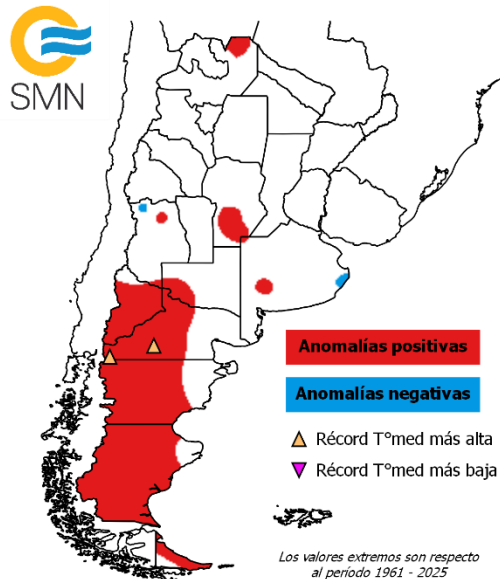 SMN
Anomalías positivas
Anomalías negativas
Récord T°med más alta
Récord T°med más baja
Los valores extremos son respecto
al período 1961 - 2025